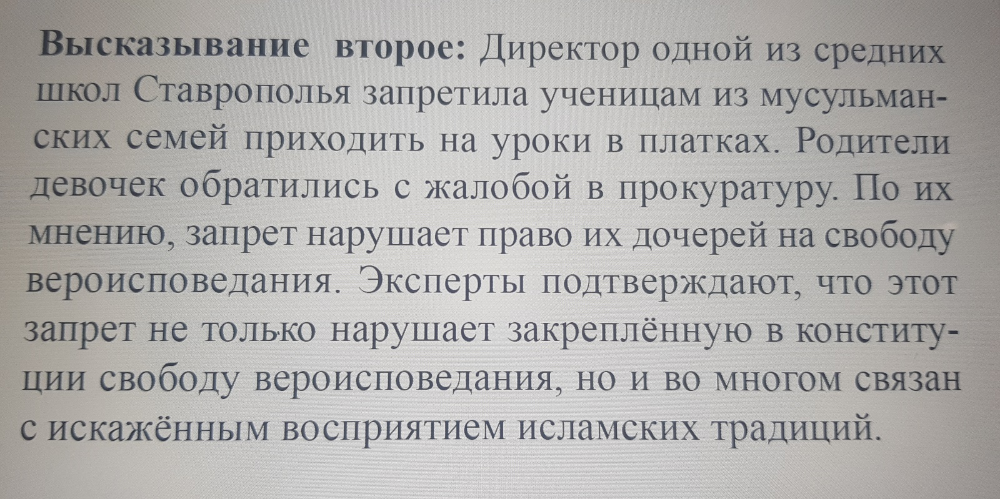 Высказывание второе: Директор одной из средних
школ Ставрополья запретила ученицам из мусульман-
ских семей приходить на уроки в платках. Родители
девочек обратились с жалобой в прокуратуру. По их
мнению, запрет нарушает право их дочерей на свободу
вероисповедания. Эксперты подтверждают, что этот
запрет не только нарушает закреплённую в конститу-
ции свободу вероисповедания, но и во многом связан
с искажённым восприятием исламских традиций.